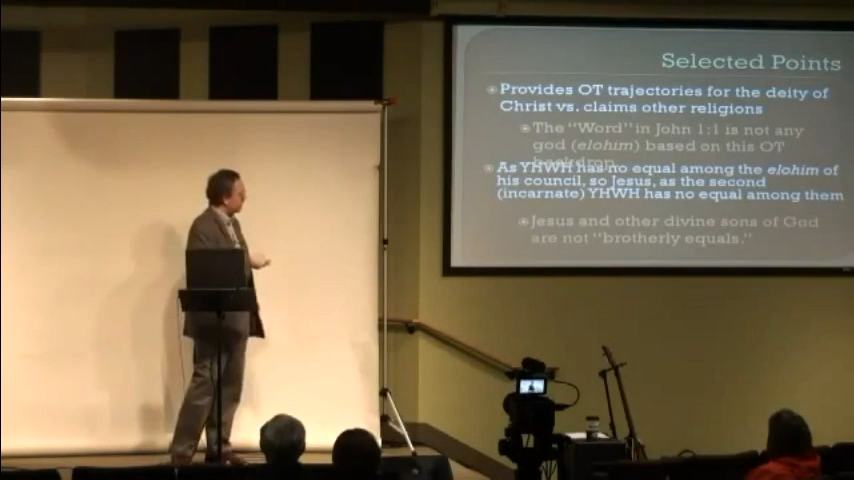 Selected Points
Provides OT trajectories for the deity of
Christ vs. claims other religions
The "Word" in John 1:1 is not any
god (elohim) based on this OT
backdrop.
As YHWH has no equal among the elohim of
his council, so Jesus, as the second
(incarnate) YHWH has no equal among them
Jesus and other divine sons of God
are not "brotherly equals."